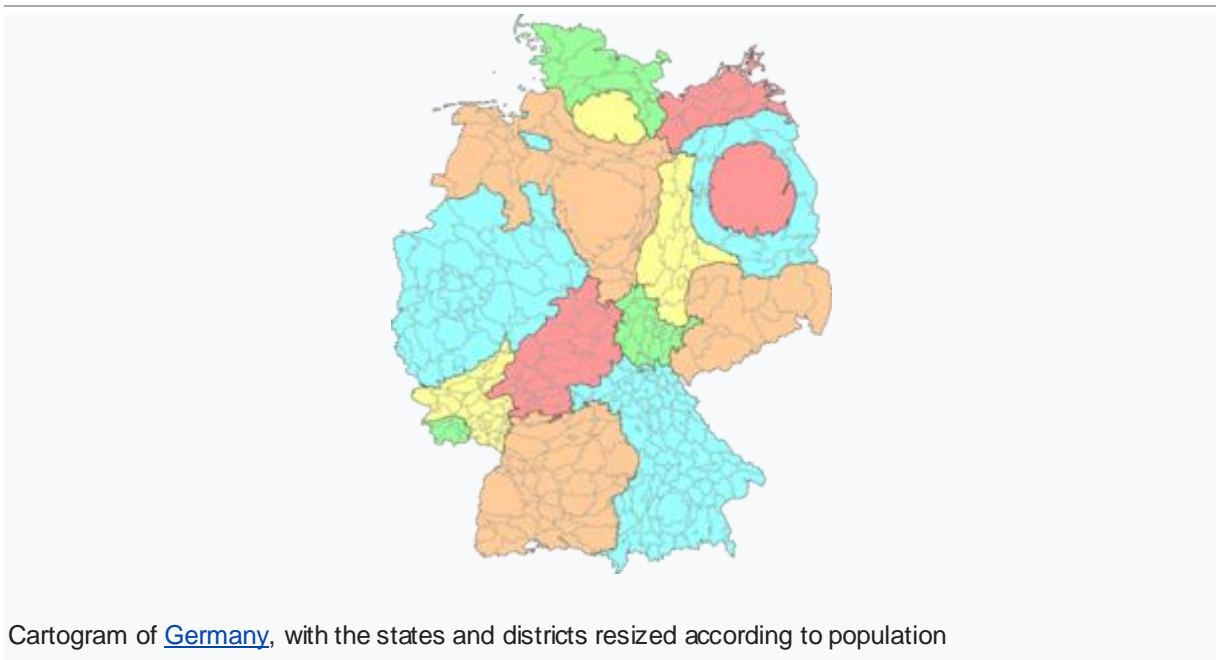 Cartogram of Germany, with the states and districts resized according to population